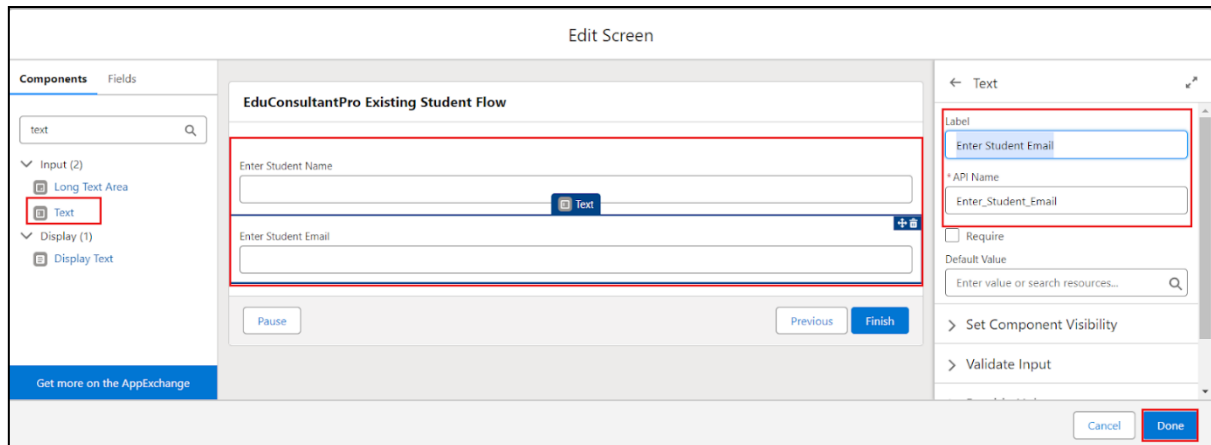 Edit Screen
Components Fields
text
Input (2)
Long Text Area
Text
Display (1)
Display Text
Get more on the AppExchange
EduConsultantPro Existing Student Flow
Enter Student Name
Text
Enter Student Email
Pause
Previous
Finish
Text
Label
Enter Student Email
* API Name
Enter_Student_Email
Require
Default Value
Enter value or search resources...
Set Component Visibility
Validate Input
Cancel
Done